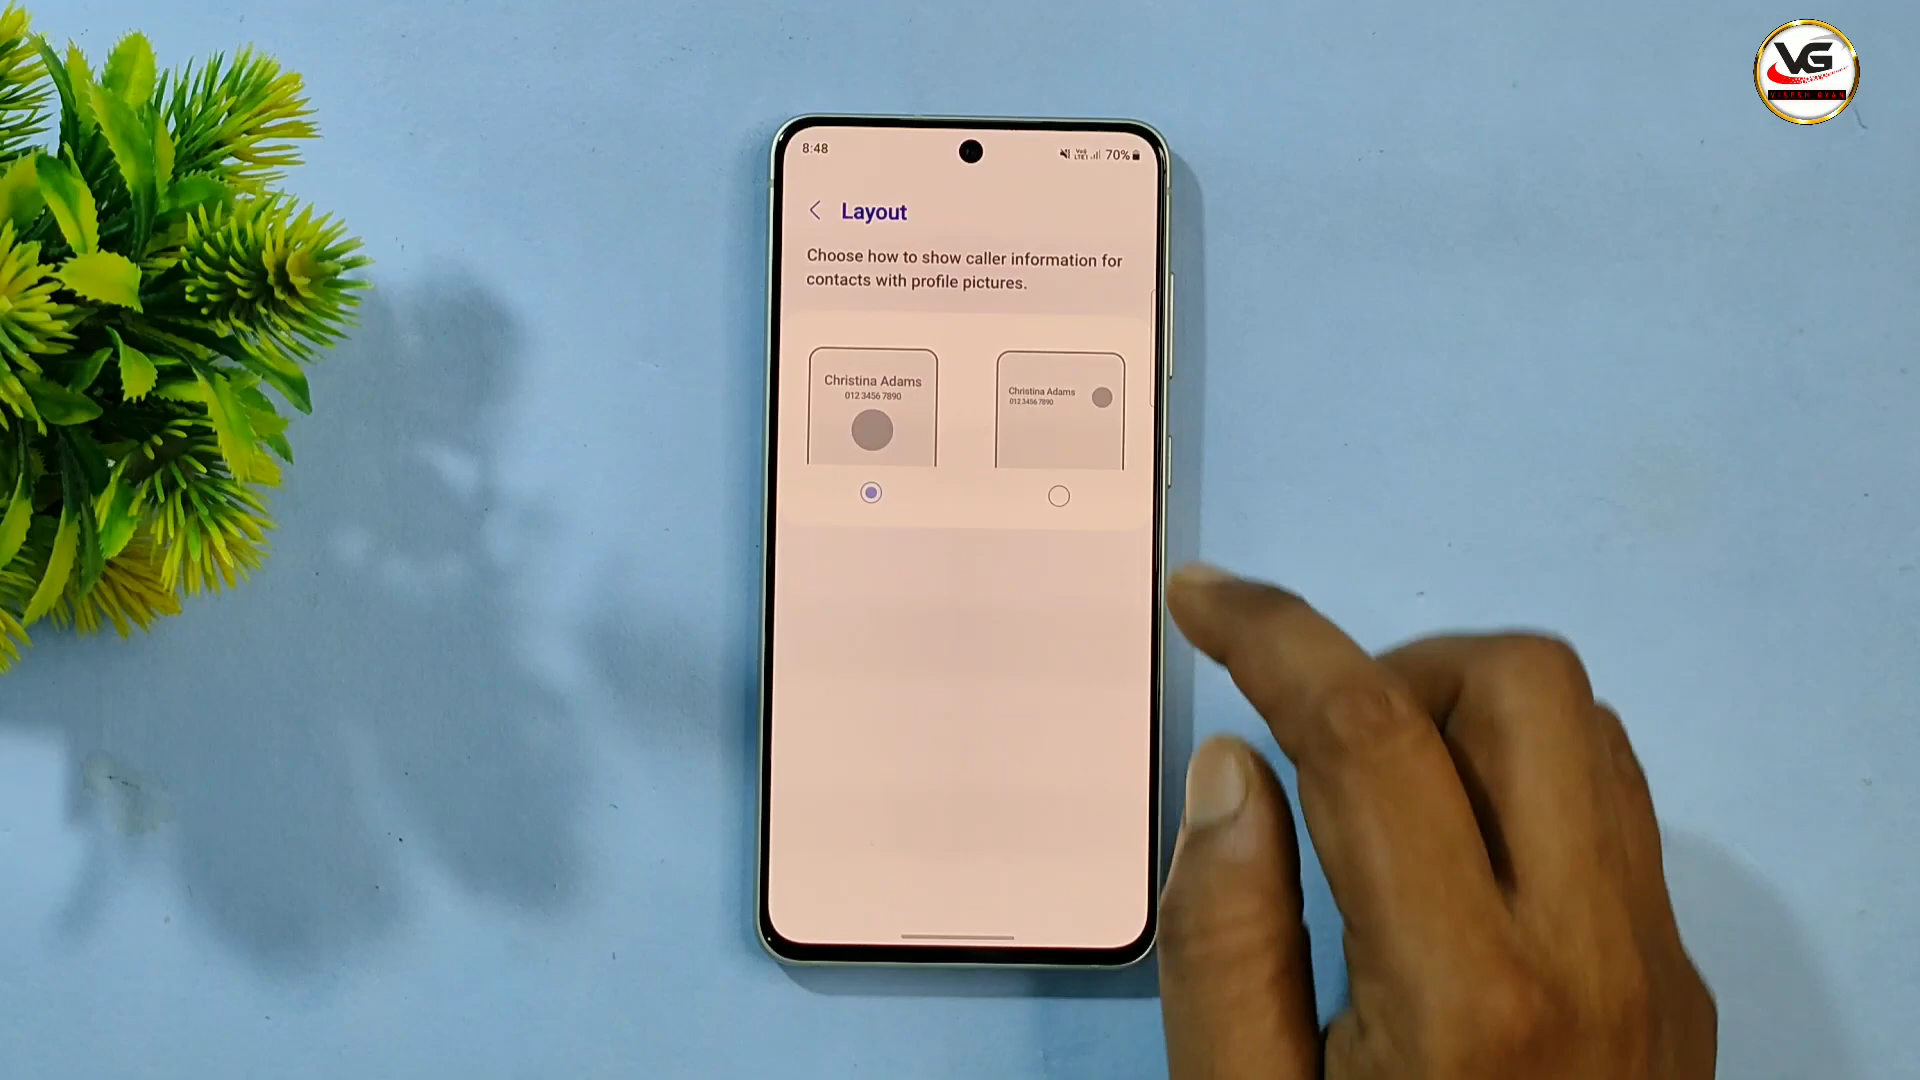 VG
8:48
70%
Layout
Choose how to show caller information for
contacts with profile pictures.
Christina Adams
012 3456 7890
Christina Adams
012 3456 7890